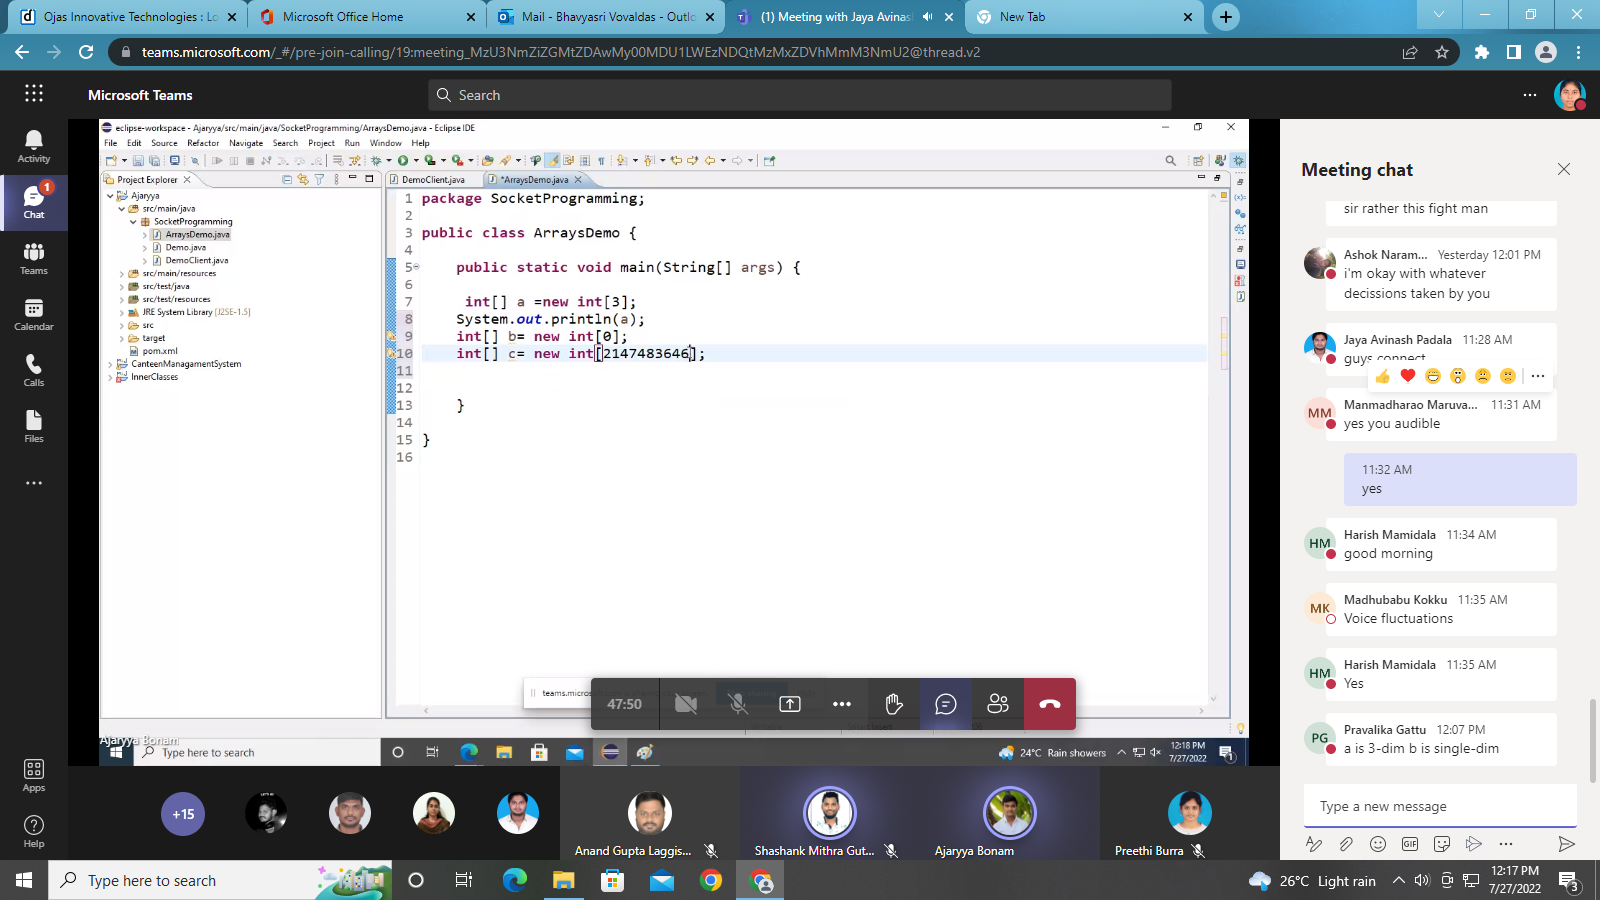 Ojas Innovative Technologies : Lo
Microsoft Office Home
Mail - Bhavyasri Vovaldas - Outlo
(1) Meeting with Jaya Avinas
New Tab
teams.microsoft.com/_#/pre-join-calling/19:meeting_MzU3NmZiZGMtZDAwMy00MDU1LWEzNDQtMzMxZDVhMmM3NmU2@thread.v2
Microsoft Teams
Search
Activity
1
Chat
Teams
Calendar
Calls
Files
Apps
Help
eclipse-workspace - Ajaryya/src/main/java/SocketProgramming/ArraysDemo.java - Eclipse IDE
File Edit Source Refactor Navigate Search Project Run Window Help
Project Explorer
Ajaryya
src/main/java
SocketProgramming
ArraysDemo.java
Demo.java
DemoClient.java
src/main/resources
src/test/java
src/test/resources
JRE System Library [J2SE-1.5]
src
target
pom.xml
CanteenManagamentSystem
InnerClasses
DemoClient.java
*ArraysDemo.java
1 package SocketProgramming;
2
3 public class ArraysDemo {
4
5 public static void main(String[] args) {
6
7 int[] a =new int[3];
8 System.out.println(a);
9 int[] b= new int[0];
10 int[] c= new int[2147483646];
11
12
13 }
14
15 }
16
teams.micros
47:50
Ajaryya Bonam
Type here to search
24°C Rain showers
12:18 PM
7/27/2022
1
Meeting chat
sir rather this fight man
Ashok Naram... Yesterday 12:01 PM
i'm okay with whatever
decissions taken by you
Jaya Avinash Padala 11:28 AM
guys connect
MM
Manmadharao Maruva... 11:31 AM
yes you audible
11:32 AM
yes
HM
Harish Mamidala 11:34 AM
good morning
MK
Madhubabu Kokku 11:35 AM
Voice fluctuations
HM
Harish Mamidala 11:35 AM
Yes
PG
Pravalika Gattu 12:07 PM
a is 3-dim b is single-dim
Type a new message
GIF
+15
Anand Gupta Laggis...
Shashank Mithra Gut...
Ajaryya Bonam
Preethi Burra
Type here to search
26°C Light rain
12:17 PM
7/27/2022
3